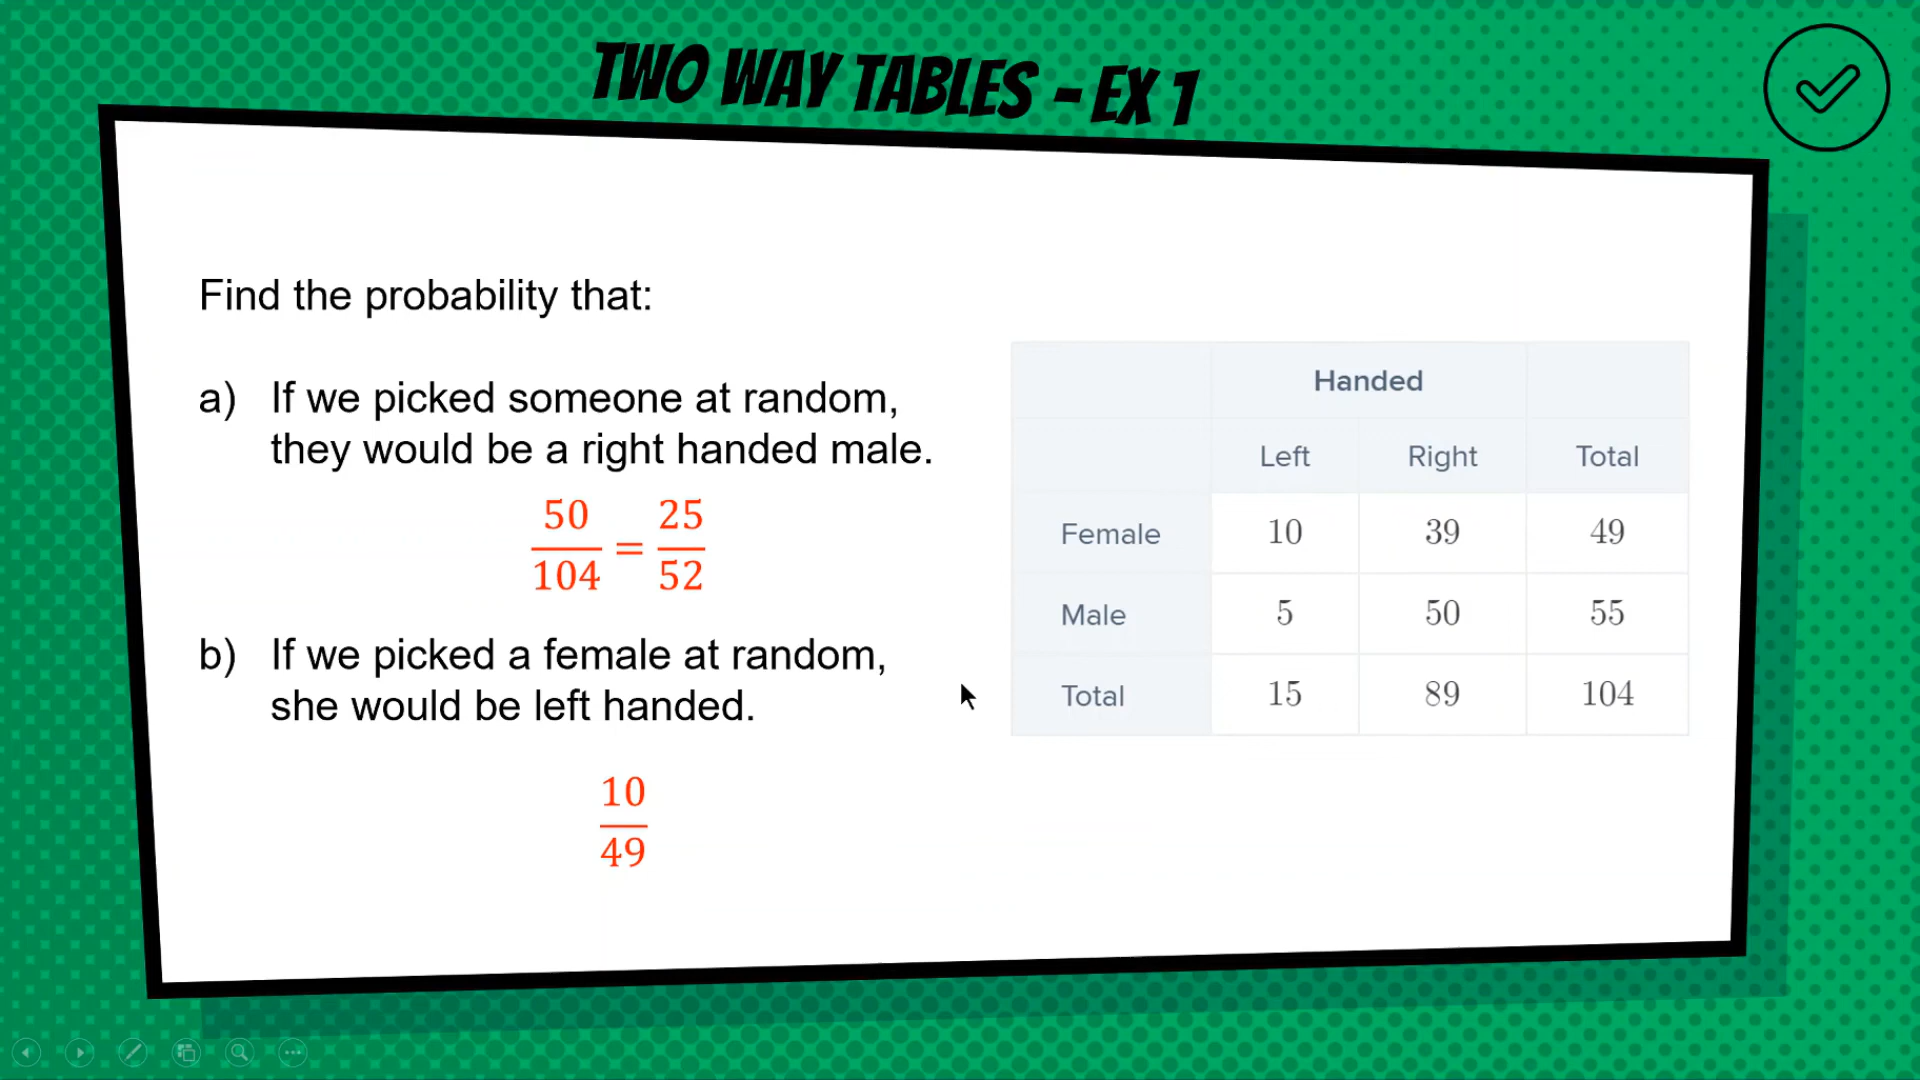 TWO WAY TABLES - EX 1
Find the probability that:
a) If we picked someone at random,
they would be a right handed male.
50/104 = 25/52
b) If we picked a female at random,
she would be left handed.
10/49
Handed
Left Right Total
Female 10 39 49
Male 5 50 55
Total 15 89 104